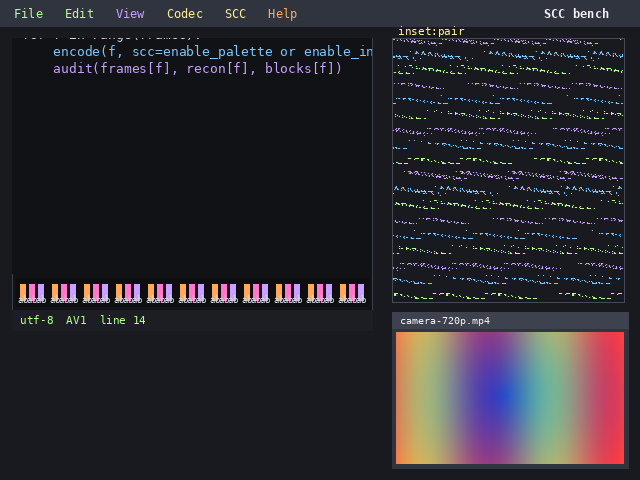 File Edit View Codec SCC Help SCC bench
inset:pair
encode(f, scc=enable_palette or enable_in
audit(frames[f], recon[f], blocks[f])
utf-8 AV1 line 14
camera-720p.mp4